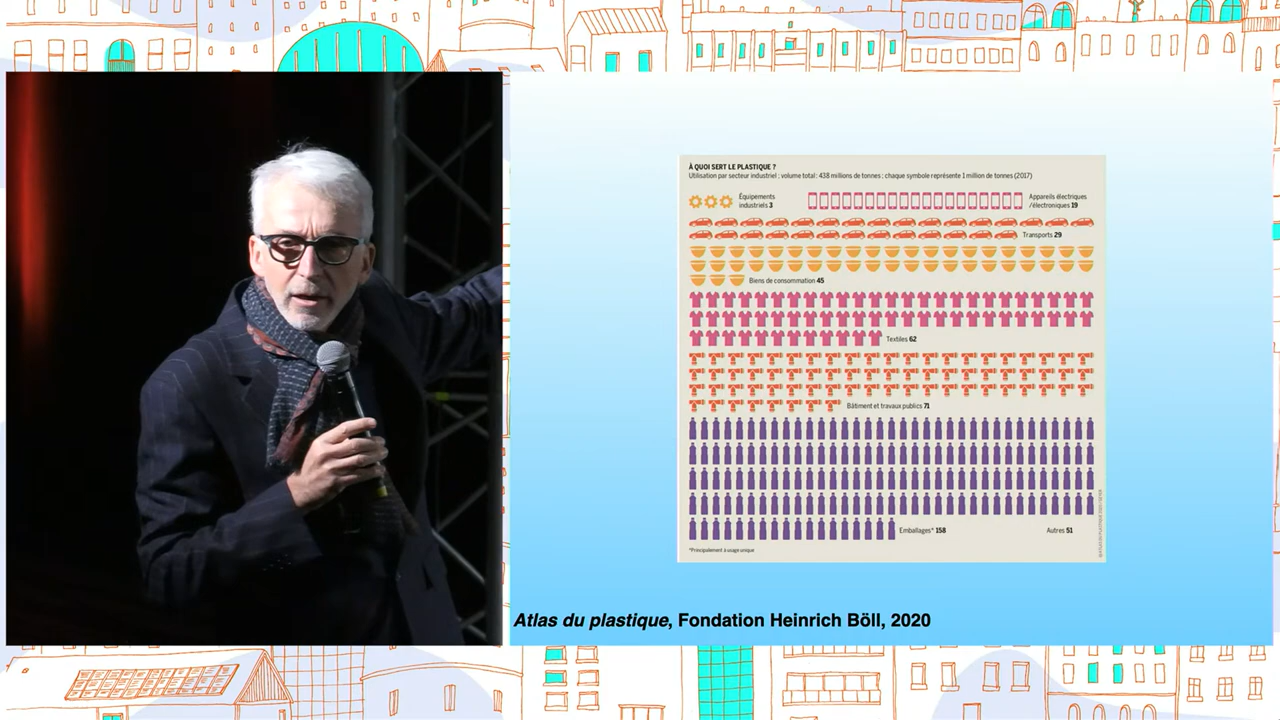 À QUOI SERT LE PLASTIQUE ?
Utilisation par secteur industriel ; volume total : 438 millions de tonnes ; chaque symbole représente 1 million de tonnes (2017)
Équipements
industriels 3
Appareils électriques
/électroniques 19
Transports 29
Biens de consommation 45
Textiles 62
Bâtiment et travaux publics 71
Emballages* 158
Autres 51
*Principalement à usage unique
Atlas du plastique, Fondation Heinrich Böll, 2020